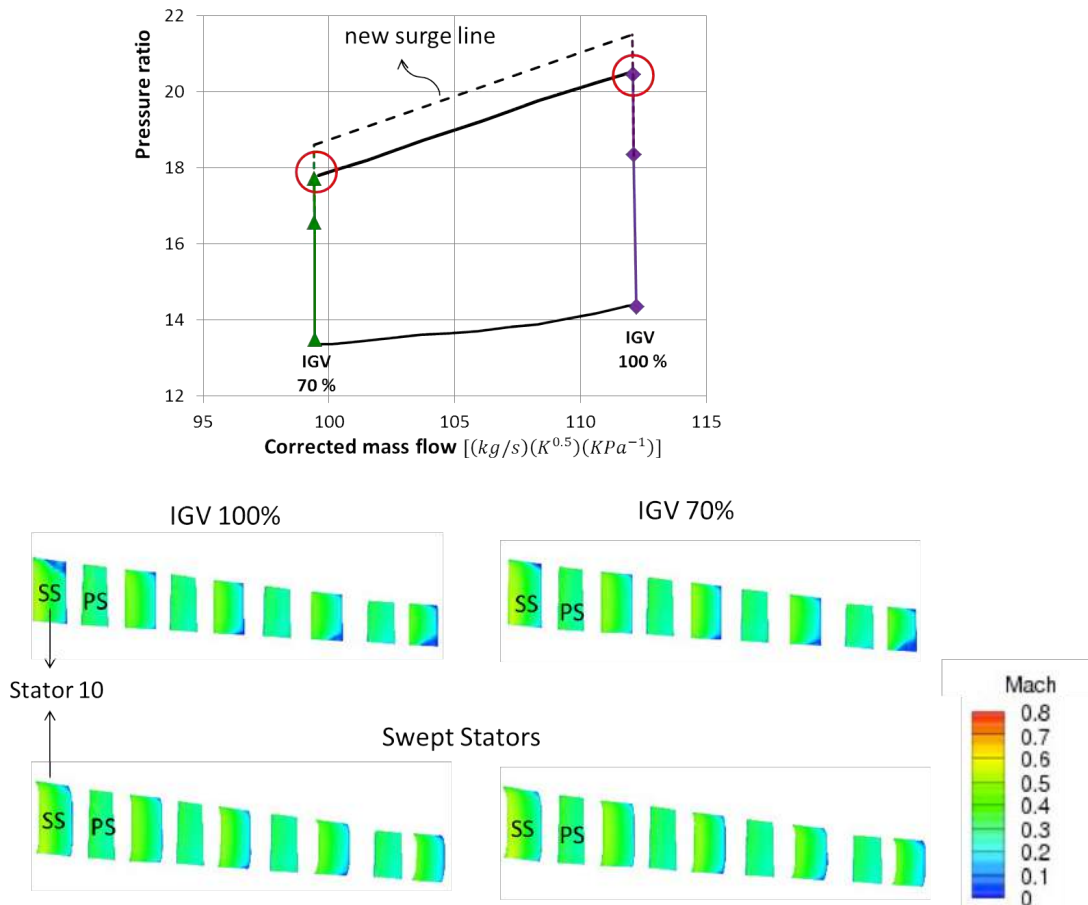 22
new surge line
20
Pressure ratio
18
16
14
12
IGV
70 %
IGV
100 %
95
100
105
110
115
Corrected mass flow [(kg/s)(K^{0.5})(KPa^{-1})]
IGV 100%
IGV 70%
SS
PS
SS
PS
Stator 10
Swept Stators
SS
PS
SS
PS
Mach
0.8
0.7
0.6
0.5
0.4
0.3
0.2
0.1
0